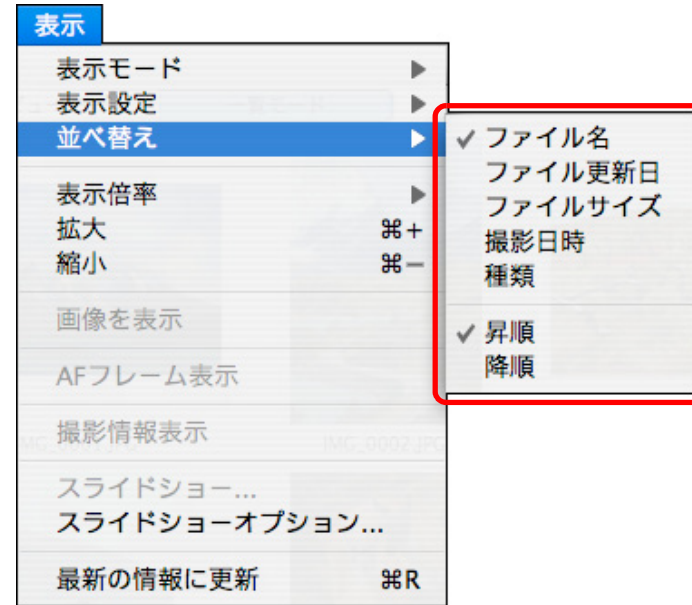 表示
表示モード
表示設定
並べ替え
表示倍率
拡大 ⌘+
縮小 ⌘−
画像を表示
AFフレーム表示
撮影情報表示
スライドショー...
スライドショーオプション...
最新の情報に更新 ⌘R
✓ ファイル名
ファイル更新日
ファイルサイズ
撮影日時
種類
✓ 昇順
降順
IMG_0002.JPG